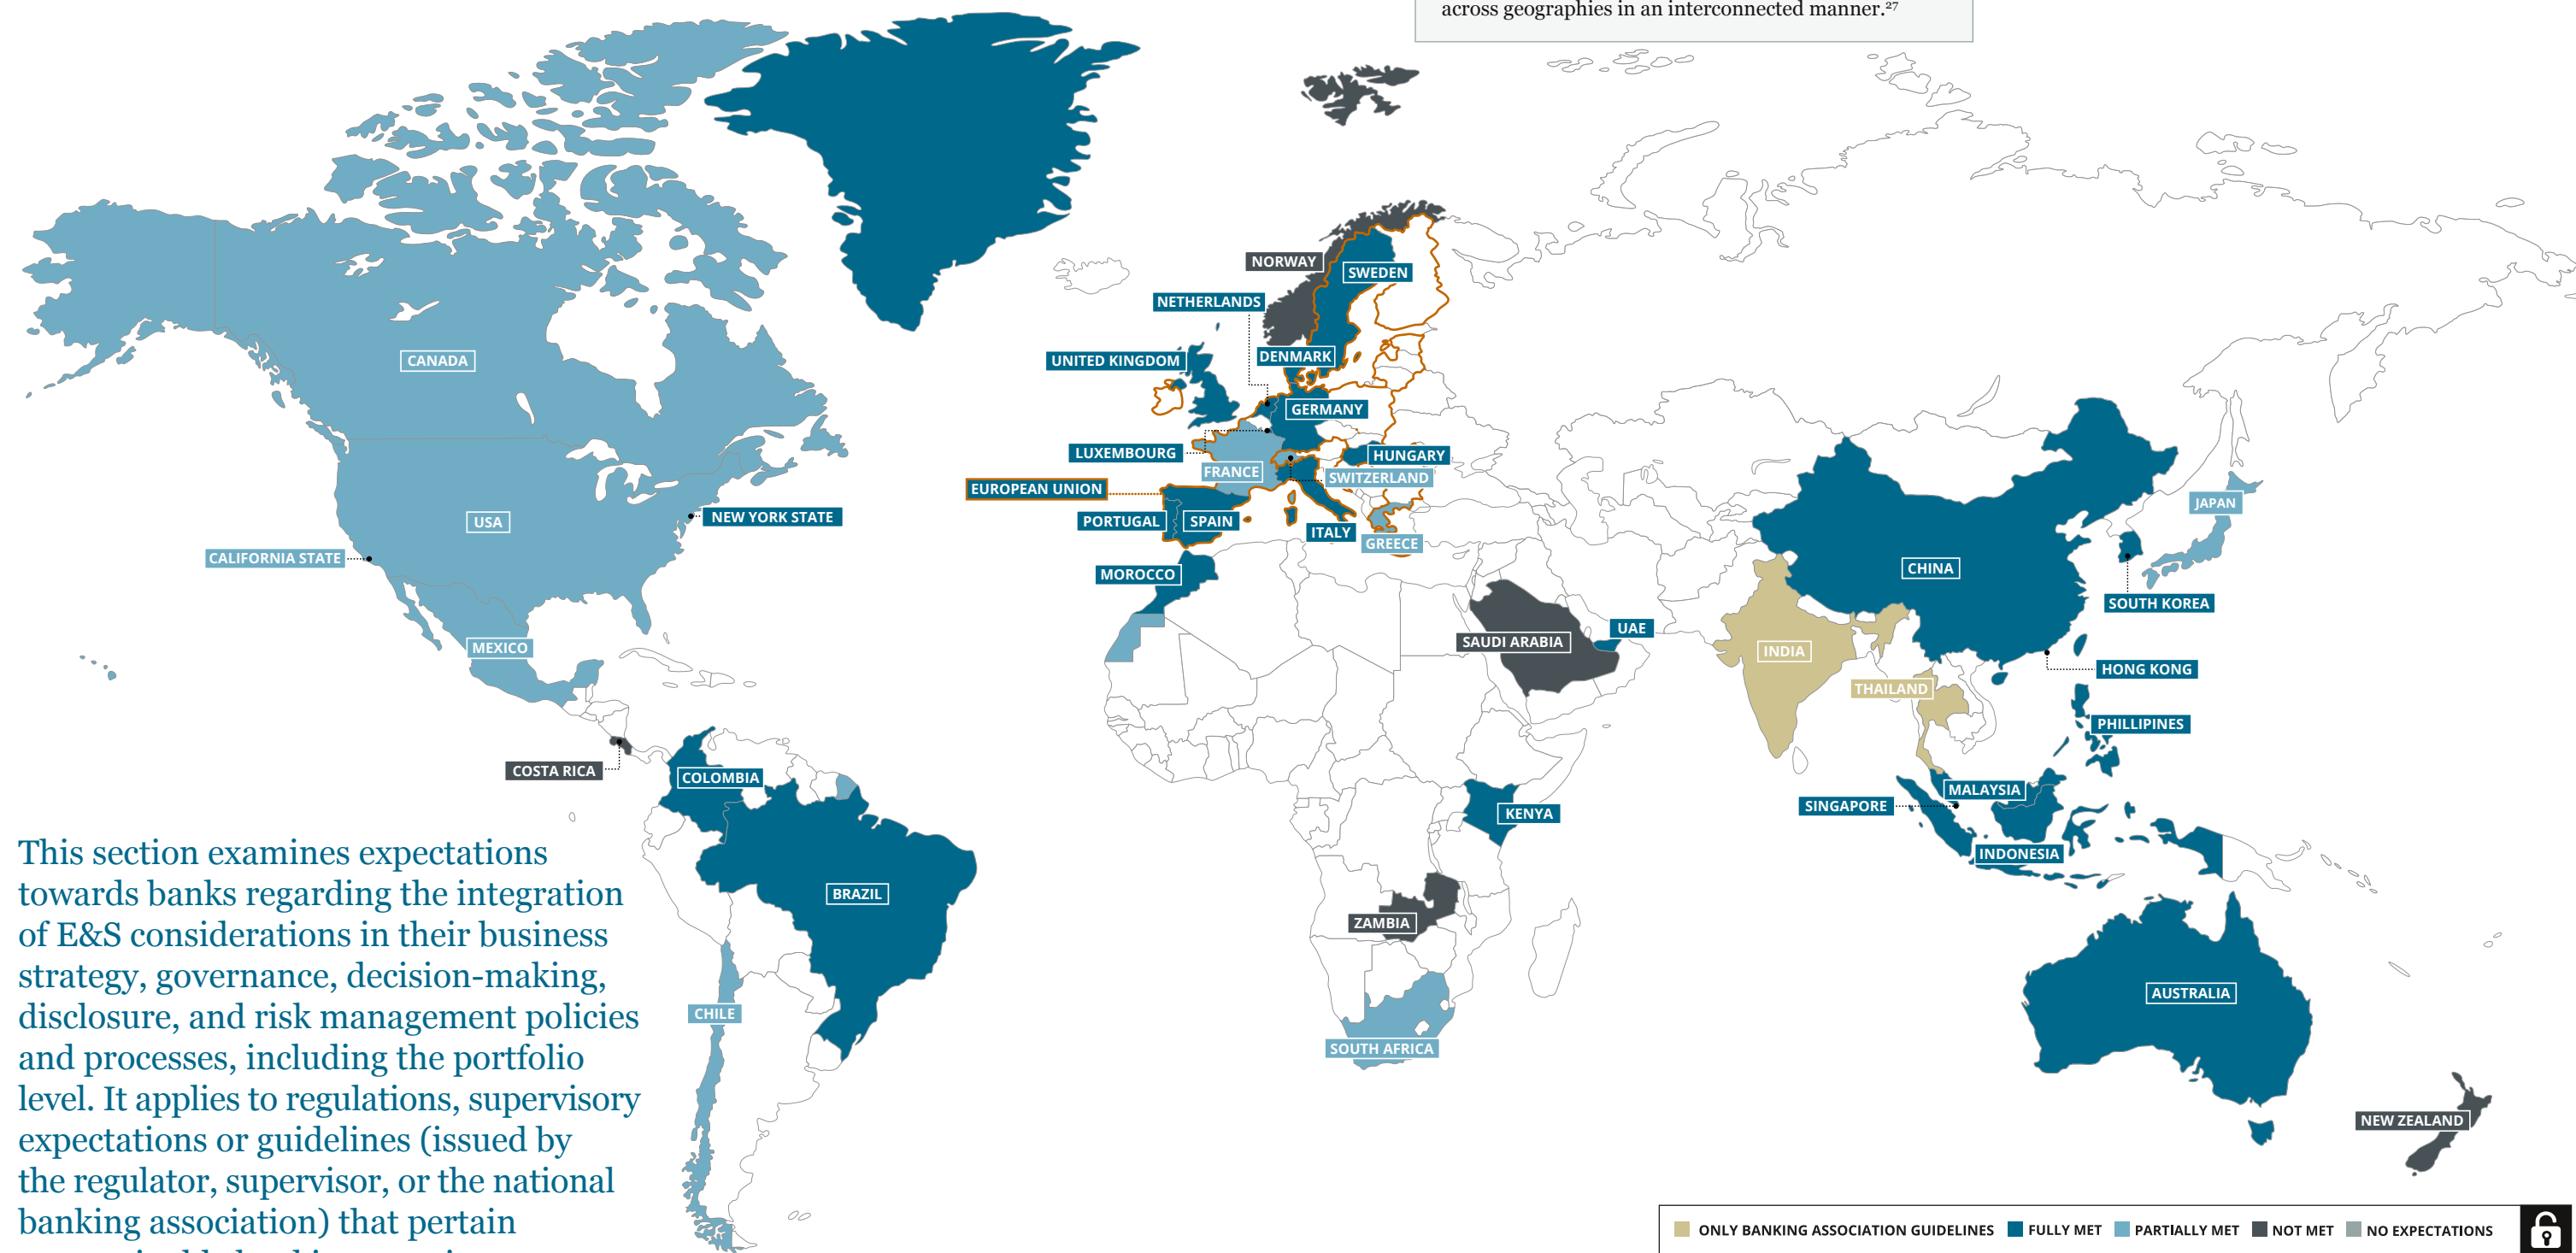 across geographies in an interconnected manner.27
NORWAY
SWEDEN
NETHERLANDS
UNITED KINGDOM
DENMARK
CANADA
GERMANY
LUXEMBOURG
HUNGARY
FRANCE
SWITZERLAND
EUROPEAN UNION
JAPAN
USA
NEW YORK STATE
PORTUGAL
SPAIN
ITALY
GREECE
CALIFORNIA STATE
MOROCCO
CHINA
SOUTH KOREA
UAE
SAUDI ARABIA
MEXICO
INDIA
HONG KONG
THAILAND
PHILLIPINES
COSTA RICA
COLOMBIA
MALAYSIA
SINGAPORE
KENYA
INDONESIA
BRAZIL
ZAMBIA
AUSTRALIA
CHILE
SOUTH AFRICA
NEW ZEALAND
This section examines expectations
towards banks regarding the integration
of E&S considerations in their business
strategy, governance, decision-making,
disclosure, and risk management policies
and processes, including the portfolio
level. It applies to regulations, supervisory
expectations or guidelines (issued by
the regulator, supervisor, or the national
banking association) that pertain
ONLY BANKING ASSOCIATION GUIDELINES
FULLY MET
PARTIALLY MET
NOT MET
NO EXPECTATIONS